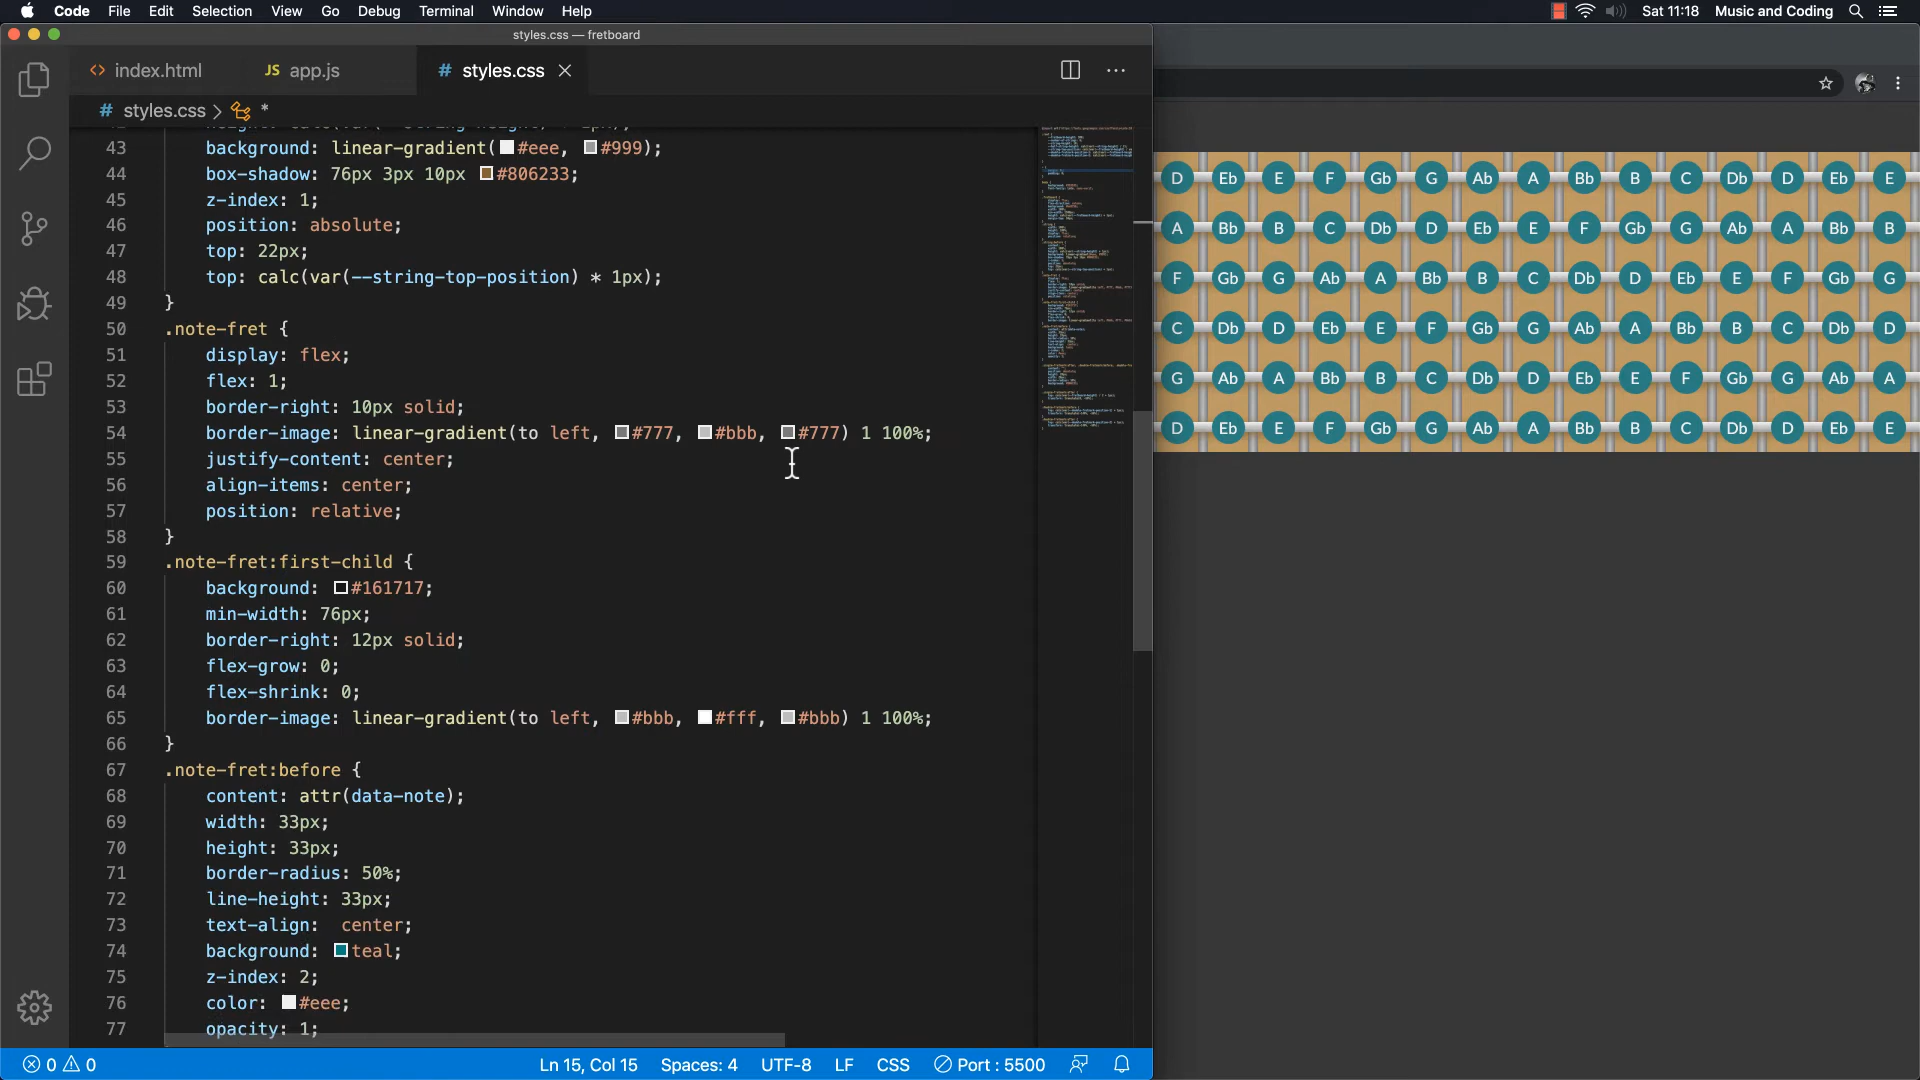 Code File Edit Selection View Go Debug Terminal Window Help Sat 11:18 Music and Coding
styles.css — fretboard
index.html JS app.js # styles.css
# styles.css > *
43 background: linear-gradient(#eee, #999);
44 box-shadow: 76px 3px 10px #806233;
45 z-index: 1;
46 position: absolute;
47 top: 22px;
48 top: calc(var(--string-top-position) * 1px);
49 }
50 .note-fret {
51 display: flex;
52 flex: 1;
53 border-right: 10px solid;
54 border-image: linear-gradient(to left, #777, #bbb, #777) 1 100%;
55 justify-content: center;
56 align-items: center;
57 position: relative;
58 }
59 .note-fret:first-child {
60 background: #161717;
61 min-width: 76px;
62 border-right: 12px solid;
63 flex-grow: 0;
64 flex-shrink: 0;
65 border-image: linear-gradient(to left, #bbb, #fff, #bbb) 1 100%;
66 }
67 .note-fret:before {
68 content: attr(data-note);
69 width: 33px;
70 height: 33px;
71 border-radius: 50%;
72 line-height: 33px;
73 text-align:  center;
74 background: teal;
75 z-index: 2;
76 color: #eee;
77 opacity: 1;
D Eb E F Gb G Ab A Bb B C Db D Eb E
A Bb B C Db D Eb E F Gb G Ab A Bb B
F Gb G Ab A Bb B C Db D Eb E F Gb G
C Db D Eb E F Gb G Ab A Bb B C Db D
G Ab A Bb B C Db D Eb E F Gb G Ab A
D Eb E F Gb G Ab A Bb B C Db D Eb E
0 0 Ln 15, Col 15 Spaces: 4 UTF-8 LF CSS Port : 5500